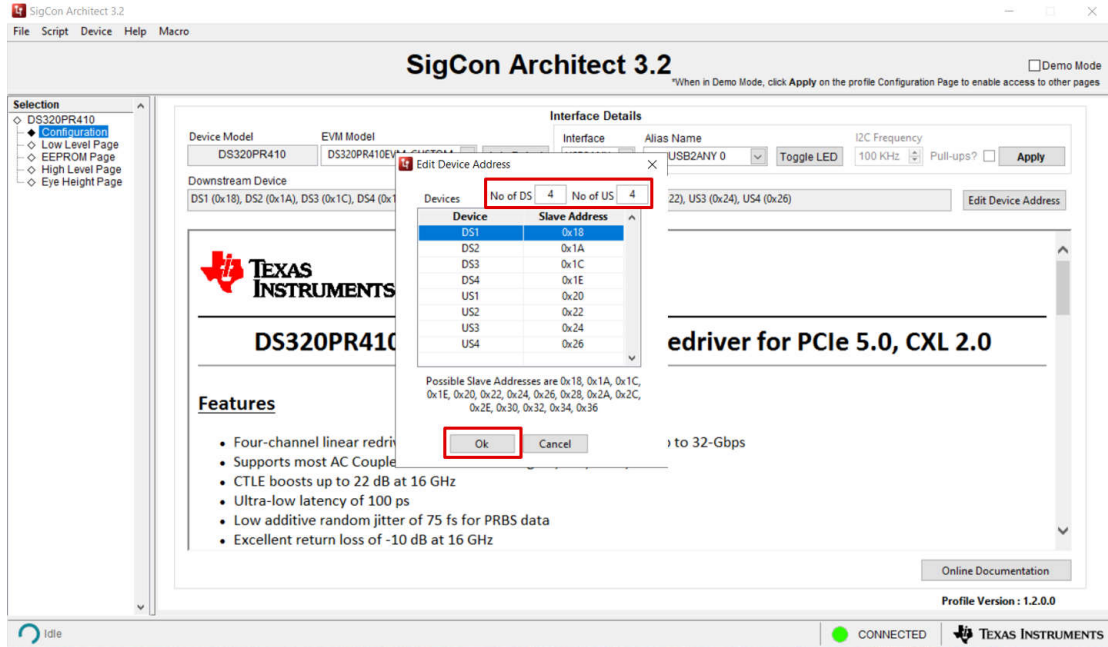 SigCon Architect 3.2
File Script Device Help Macro
SigCon Architect 3.2
Demo Mode
*When in Demo Mode, click Apply on the profile Configuration Page to enable access to other pages
Selection
DS320PR410
Configuration
Low Level Page
EEPROM Page
High Level Page
Eye Height Page
Interface Details
Device Model
EVM Model
Interface
Alias Name
I2C Frequency
DS320PR410
USB2ANY 0
Toggle LED
100 KHz
Pull-ups?
Apply
Downstream Device
DS1 (0x18), DS2 (0x1A), DS3 (0x1C), DS4
22), US3 (0x24), US4 (0x26)
Edit Device Address
Edit Device Address
Devices
No of DS 4 No of US 4
Device Slave Address
DS1 0x18
DS2 0x1A
DS3 0x1C
DS4 0x1E
US1 0x20
US2 0x22
US3 0x24
US4 0x26
Possible Slave Addresses are 0x18, 0x1A, 0x1C,
0x1E, 0x20, 0x22, 0x24, 0x26, 0x28, 0x2A, 0x2C,
0x2E, 0x30, 0x32, 0x34, 0x36
Ok
Cancel
TEXAS
INSTRUMENTS
DS320PR410 edriver for PCIe 5.0, CXL 2.0
Features
• Four-channel linear redri o to 32-Gbps
• Supports most AC Couple
• CTLE boosts up to 22 dB at 16 GHz
• Ultra-low latency of 100 ps
• Low additive random jitter of 75 fs for PRBS data
• Excellent return loss of -10 dB at 16 GHz
Online Documentation
Profile Version : 1.2.0.0
Idle
CONNECTED
TEXAS INSTRUMENTS